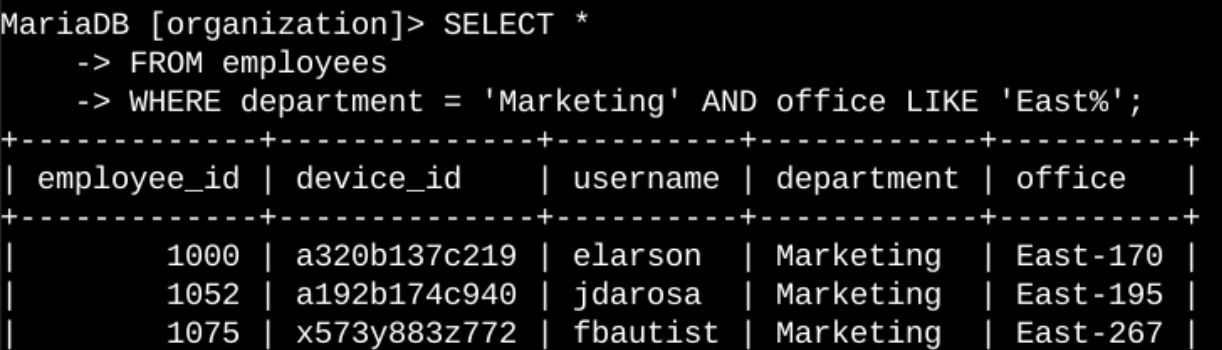 MariaDB [organization]> SELECT *
    -> FROM employees
    -> WHERE department = 'Marketing' AND office LIKE 'East%';
+-------------+--------------+----------+------------+----------+
| employee_id | device_id    | username | department | office   |
+-------------+--------------+----------+------------+----------+
|        1000 | a320b137c219 | elarson  | Marketing  | East-170 |
|        1052 | a192b174c940 | jdarosa  | Marketing  | East-195 |
|        1075 | x573y883z772 | fbautist | Marketing  | East-267 |